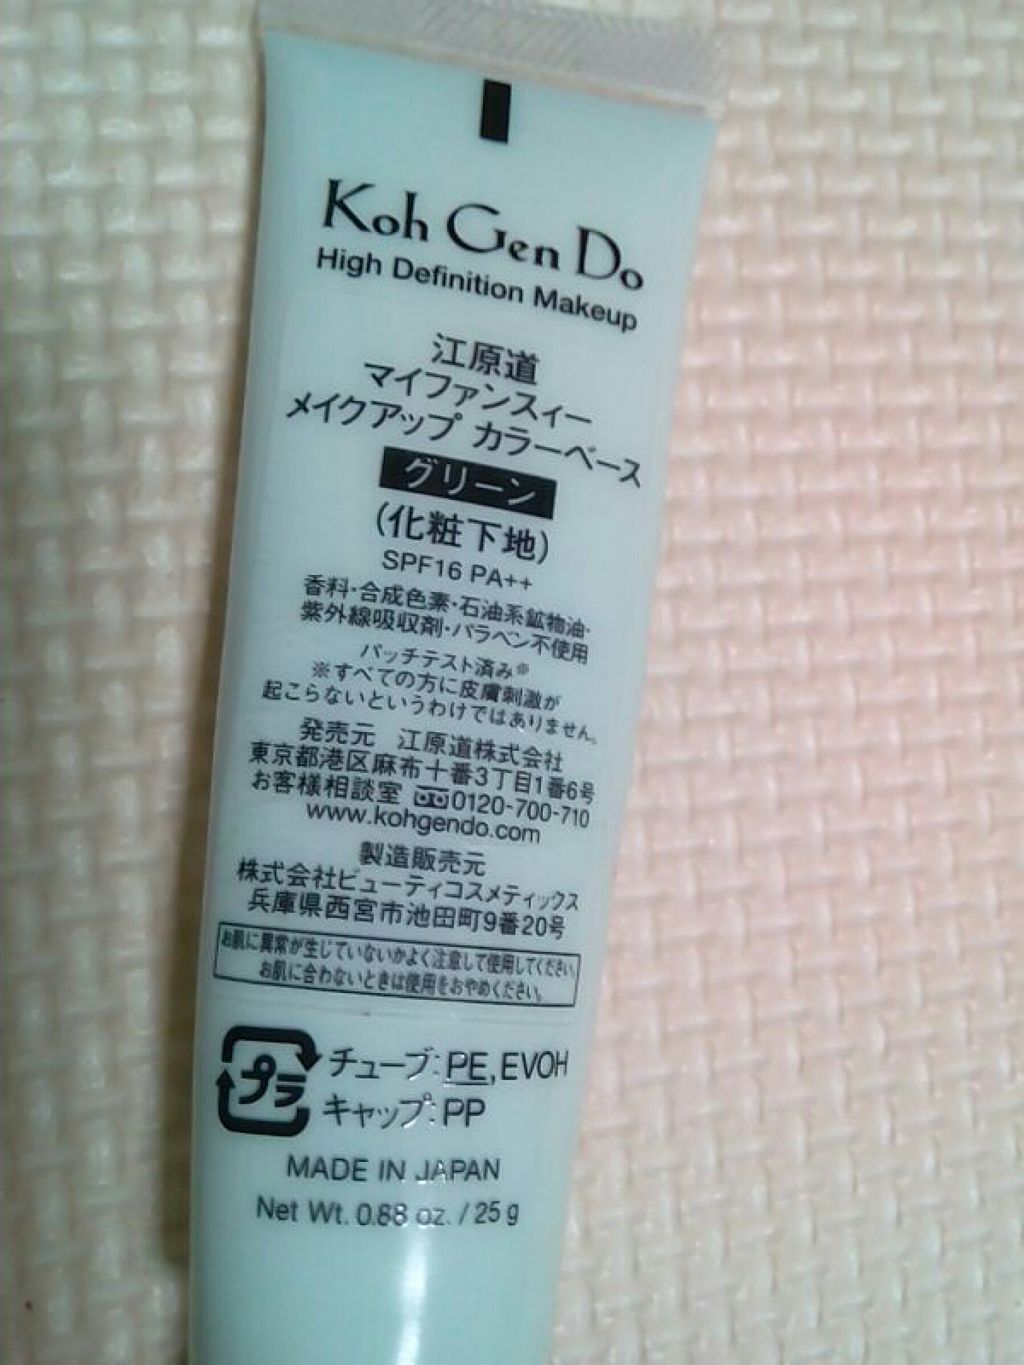 Koh Gen Do
High Definition Makeup
江原道
マイファンスィー
メイクアップ カラーベース
グリーン
(化粧下地)
SPF16 PA++
香料・合成色素・石油系鉱物油・
紫外線吸収剤・パラベン不使用
パッチテスト済み※
※すべての方に皮膚刺激が
起こらないというわけではありません。
発売元 江原道株式会社
東京都港区麻布十番3丁目1番6号
お客様相談室 0120-700-710
www.kohgendo.com
製造販売元
株式会社ビューティコスメティックス
兵庫県西宮市池田町9番20号
お肌に異常が生じていないかよく注意して使用してください。
お肌に合わないときは使用をおやめください。
プラ チューブ:PE,EVOH
キャップ:PP
MADE IN JAPAN
Net Wt. 0.88 oz. / 25 g